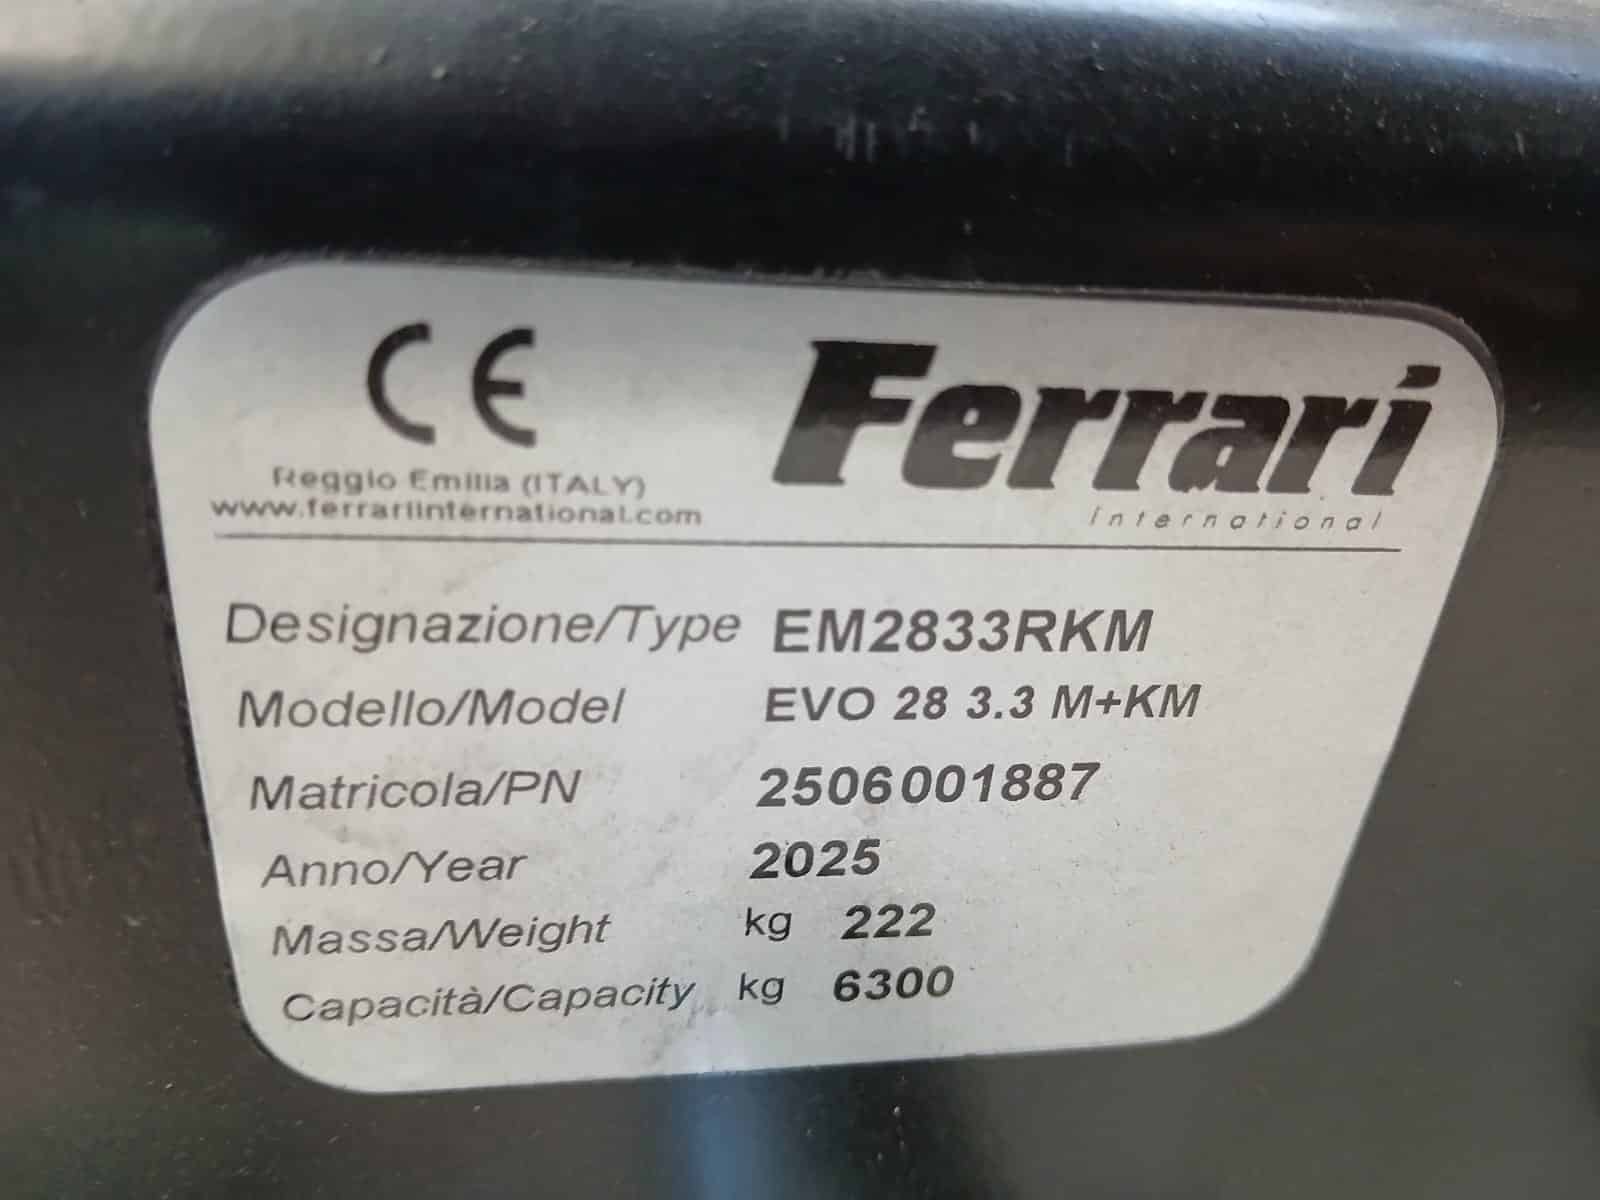 CE
Reggio Emilia (ITALY)
www.ferrariinternational.com
Ferrari
international
Designazione/Type EM2833RKM
Modello/Model EVO 28 3.3 M+KM
Matricola/PN 2506001887
Anno/Year 2025
Massa/Weight kg 222
Capacità/Capacity kg 6300